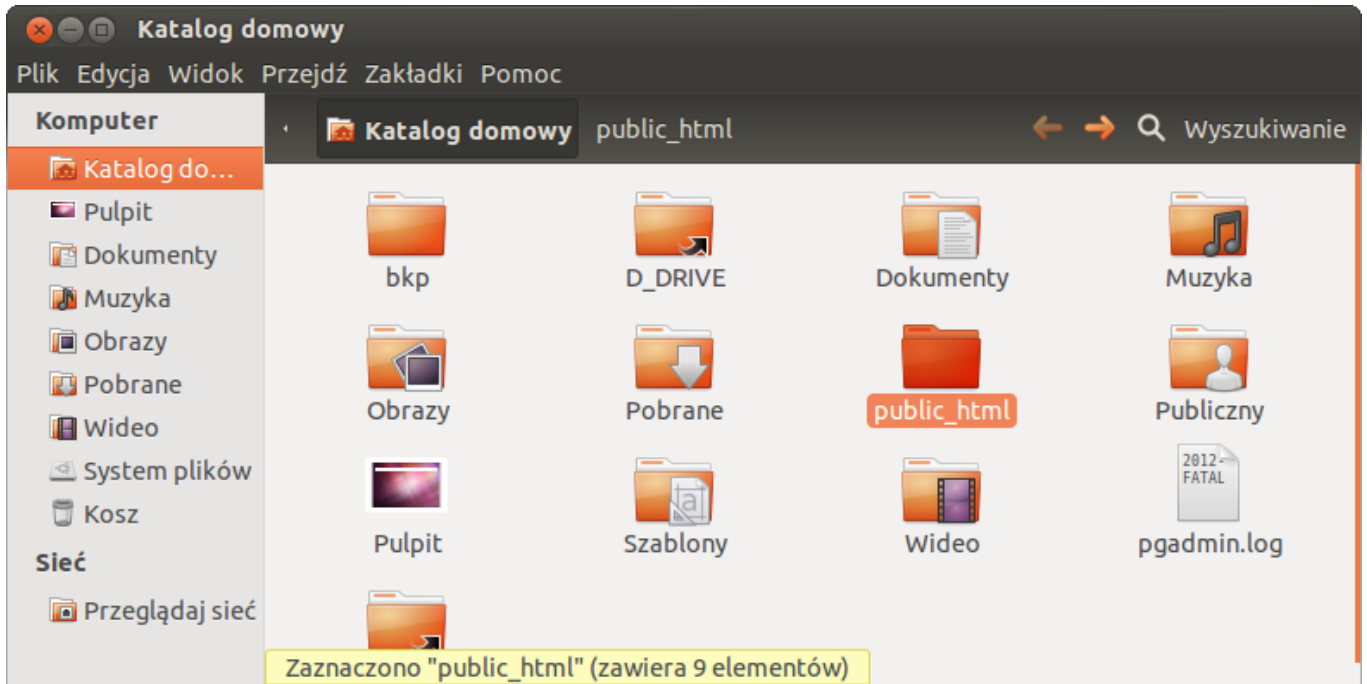 Katalog domowy
Plik Edycja Widok Przejdź Zakładki Pomoc
Komputer
Katalog do...
Pulpit
Dokumenty
Muzyka
Obrazy
Pobrane
Wideo
System plików
Kosz
Sieć
Przeglądaj sieć
Katalog domowy public_html Wyszukiwanie
bkp D_DRIVE Dokumenty Muzyka
Obrazy Pobrane public_html Publiczny
2012-
FATAL
Pulpit Szablony Wideo pgadmin.log
Zaznaczono "public_html" (zawiera 9 elementów)